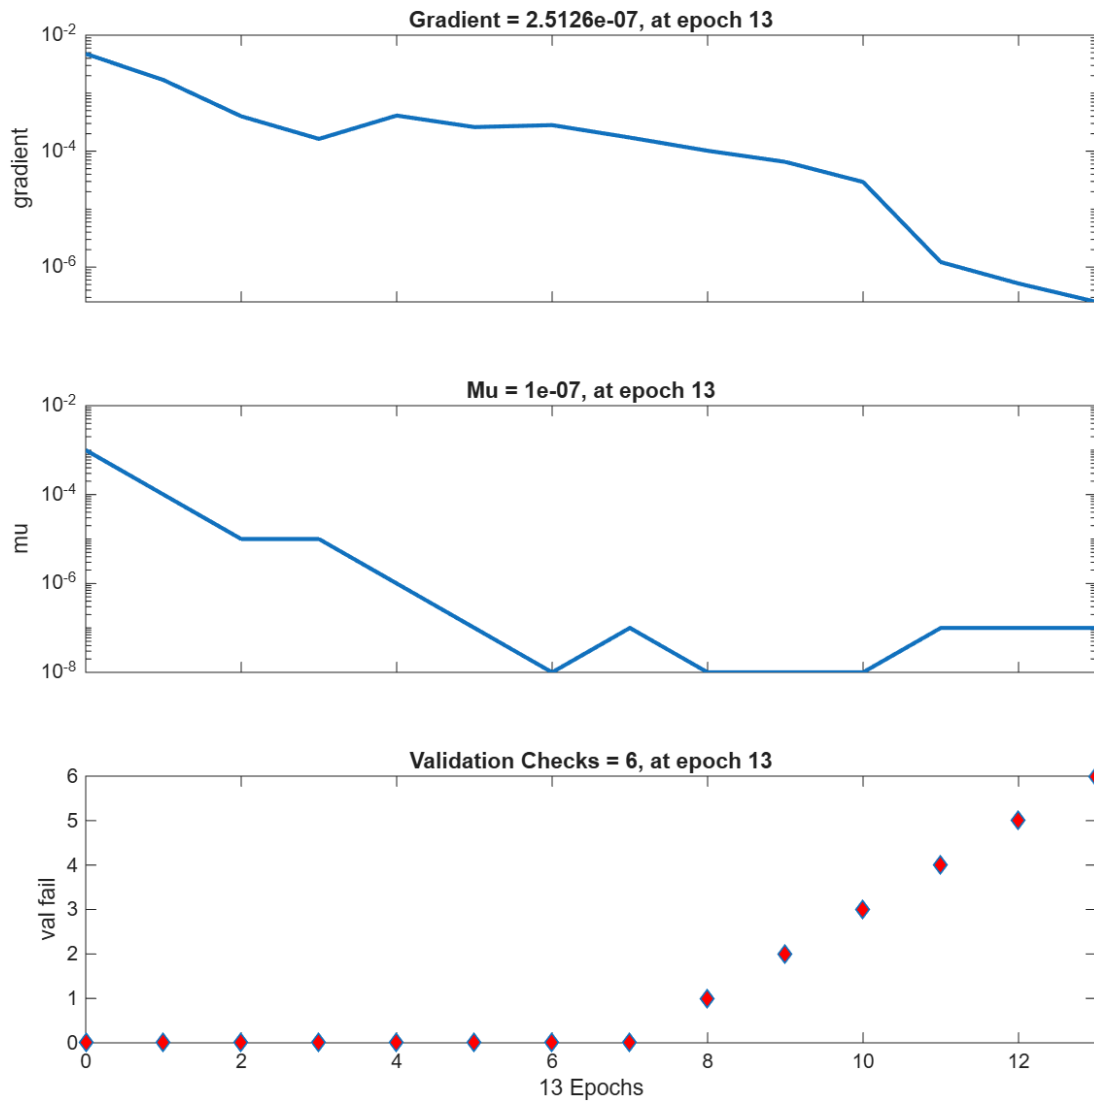 Gradient = 2.5126e-07, at epoch 13
10⁻²
10⁻⁴
10⁻⁶
gradient
Mu = 1e-07, at epoch 13
10⁻²
10⁻⁴
10⁻⁶
10⁻⁸
mu
Validation Checks = 6, at epoch 13
6
5
4
3
2
1
0
val fail
0 2 4 6 8 10 12
13 Epochs